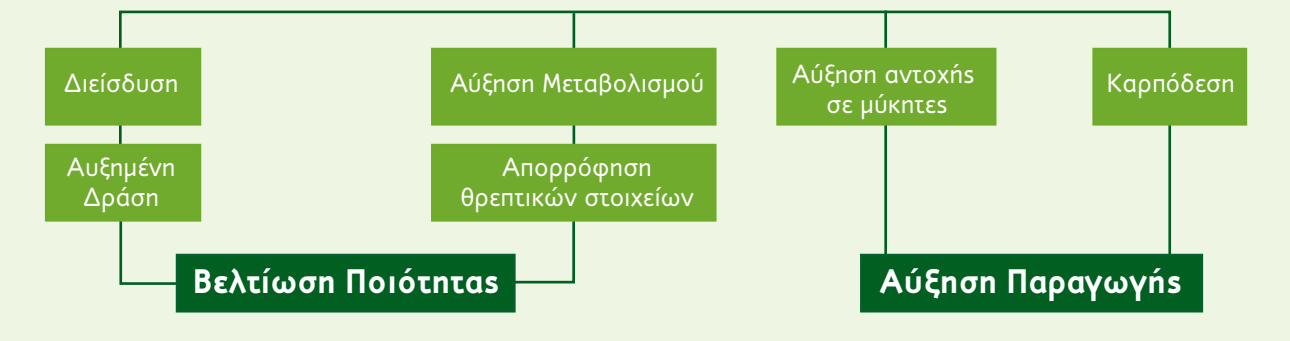 Διείσδυση
Αύξηση Μεταβολισμού
Αύξηση αντοχής
σε μύκητες
Καρπόδεση
Αυξημένη
Δράση
Απορρόφηση
θρεπτικών στοιχείων
Βελτίωση Ποιότητας
Αύξηση Παραγωγής